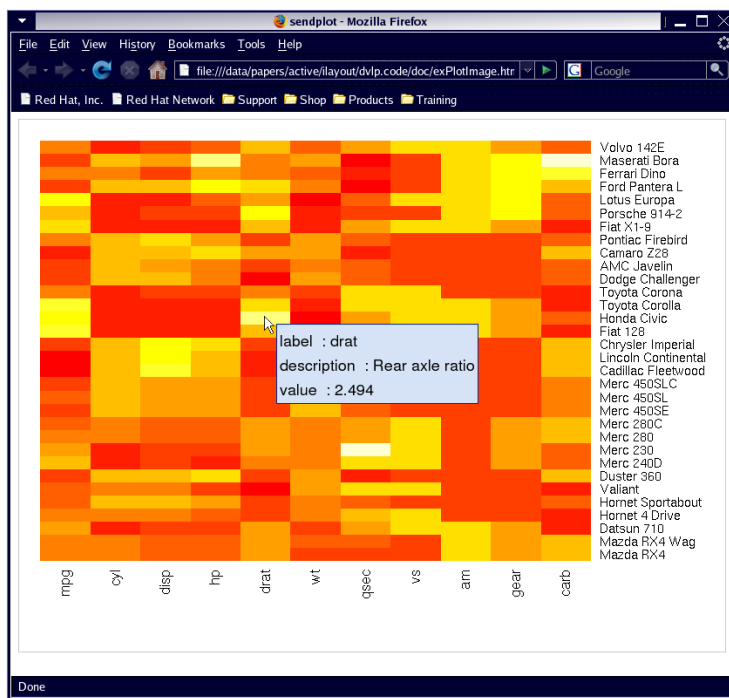 sendplot - Mozilla Firefox
File Edit View History Bookmarks Tools Help
file:///data/papers/active/ilayout/dvlp.code/doc/exPlotImage.htm Google
Red Hat, Inc. Red Hat Network Support Shop Products Training
Volvo 142E
Maserati Bora
Ferrari Dino
Ford Pantera L
Lotus Europa
Porsche 914-2
Fiat X1-9
Pontiac Firebird
Camaro Z28
AMC Javelin
Dodge Challenger
Toyota Corona
Toyota Corolla
Honda Civic
Fiat 128
Chrysler Imperial
Lincoln Continental
Cadillac Fleetwood
Merc 450SLC
Merc 450SL
Merc 450SE
Merc 280C
Merc 280
Merc 230
Merc 240D
Duster 360
Valiant
Hornet Sportabout
Hornet 4 Drive
Datsun 710
Mazda RX4 Wag
Mazda RX4
label : drat
description : Rear axle ratio
value : 2.494
mpg cyl disp hp drat wt qsec vs am gear carb
Done